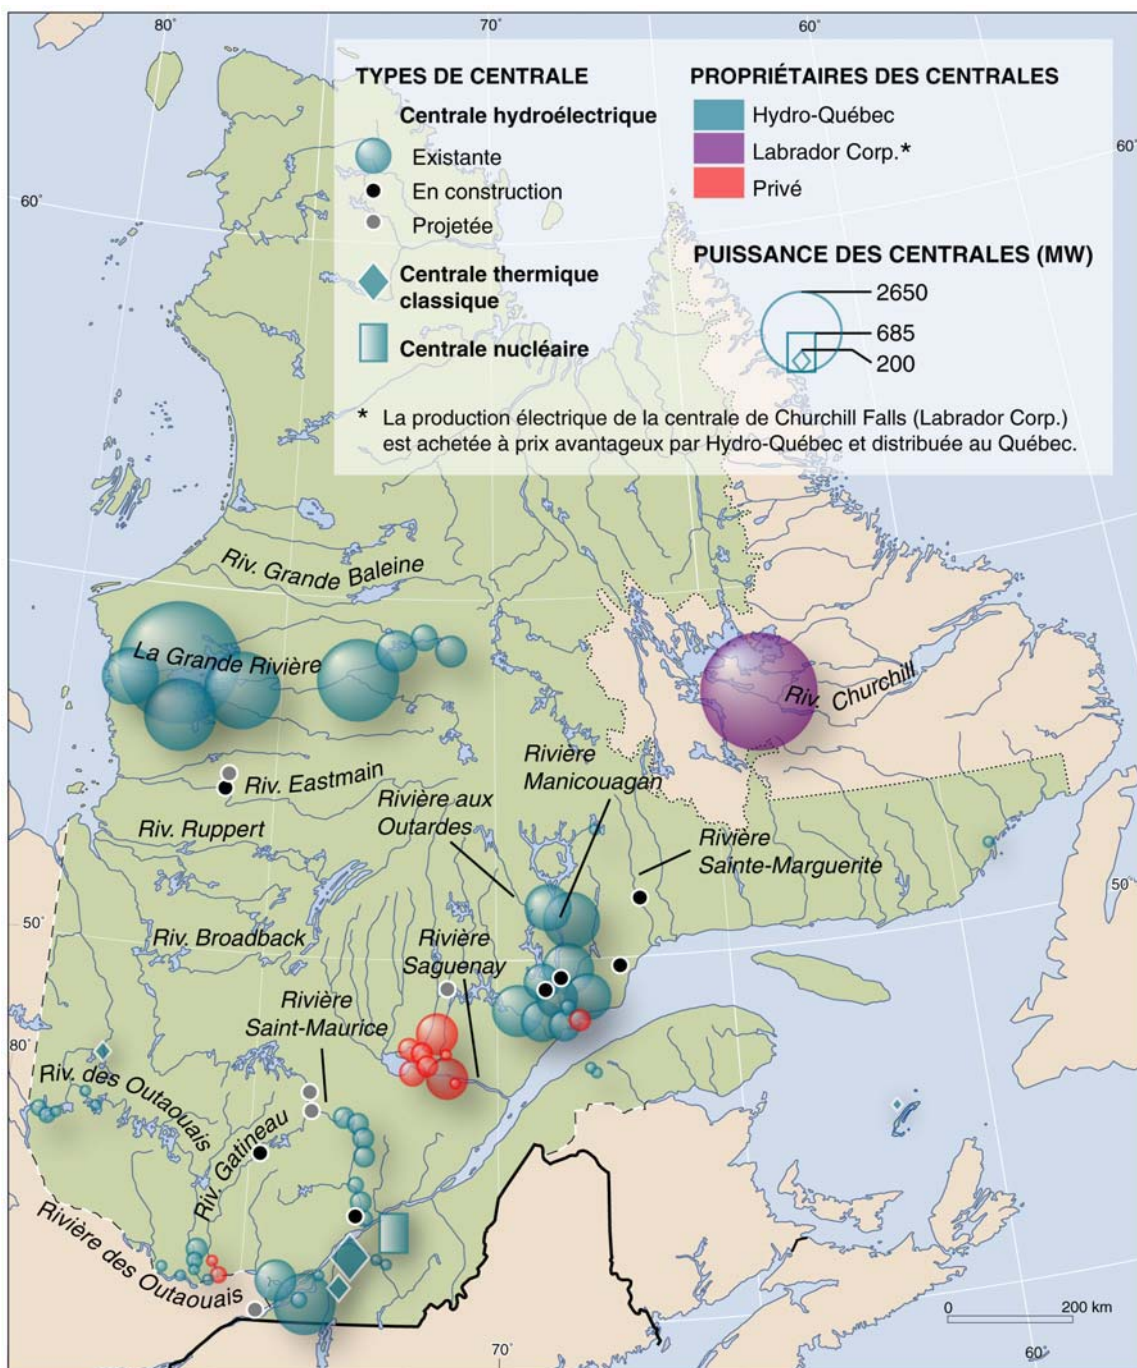 80°
70°
60°
TYPES DE CENTRALE
Centrale hydroélectrique
Existante
En construction
Projetée
Centrale thermique
classique
Centrale nucléaire
PROPRIÉTAIRES DES CENTRALES
Hydro-Québec
Labrador Corp.*
Privé
PUISSANCE DES CENTRALES (MW)
2650
685
200
* La production électrique de la centrale de Churchill Falls (Labrador Corp.)
est achetée à prix avantageux par Hydro-Québec et distribuée au Québec.
60°
60°
Riv. Grande Baleine
La Grande Rivière
Riv. Churchill
Rivière
Manicouagan
Riv. Eastmain
Rivière aux
Outardes
Riv. Ruppert
Rivière
Sainte-Marguerite
50°
50°
Riv. Broadback
Rivière
Saguenay
Rivière
Saint-Maurice
80°
Riv. des Outaouais
Riv. Gatineau
Rivière des Outaouais
0 200 km
70°
60°